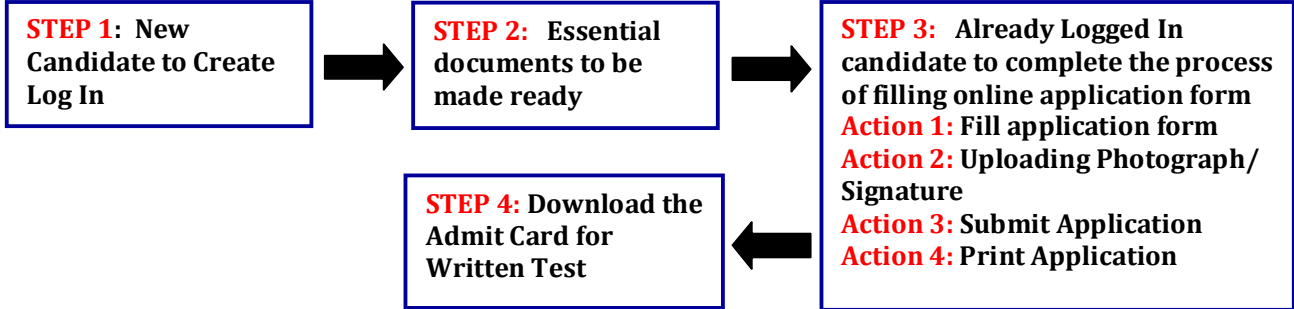 STEP 1:  New
Candidate to Create
Log In
STEP 2:   Essential
documents to be
made ready
STEP 3:   Already Logged In
candidate to complete the process
of filling online application form
Action 1: Fill application form
Action 2: Uploading Photograph/
Signature
Action 3: Submit Application
Action 4: Print Application
STEP 4: Download the
Admit Card for
Written Test